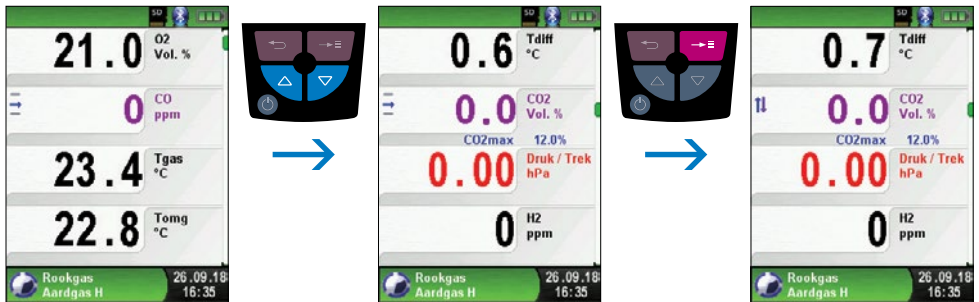 SD
21.0 O2
Vol. %
0 CO
ppm
23.4 Tgas
°C
22.8 Tomg
°C
Rookgas 26.09.18
Aardgas H 16:35
SD
0.6 Tdiff
°C
0.0 CO2
Vol. %
CO2max 12.0%
0.00 Druk / Trek
hPa
0 H2
ppm
Rookgas 26.09.18
Aardgas H 16:35
SD
0.7 Tdiff
°C
0.0 CO2
Vol. %
CO2max 12.0%
0.00 Druk / Trek
hPa
0 H2
ppm
Rookgas 26.09.18
Aardgas H 16:35